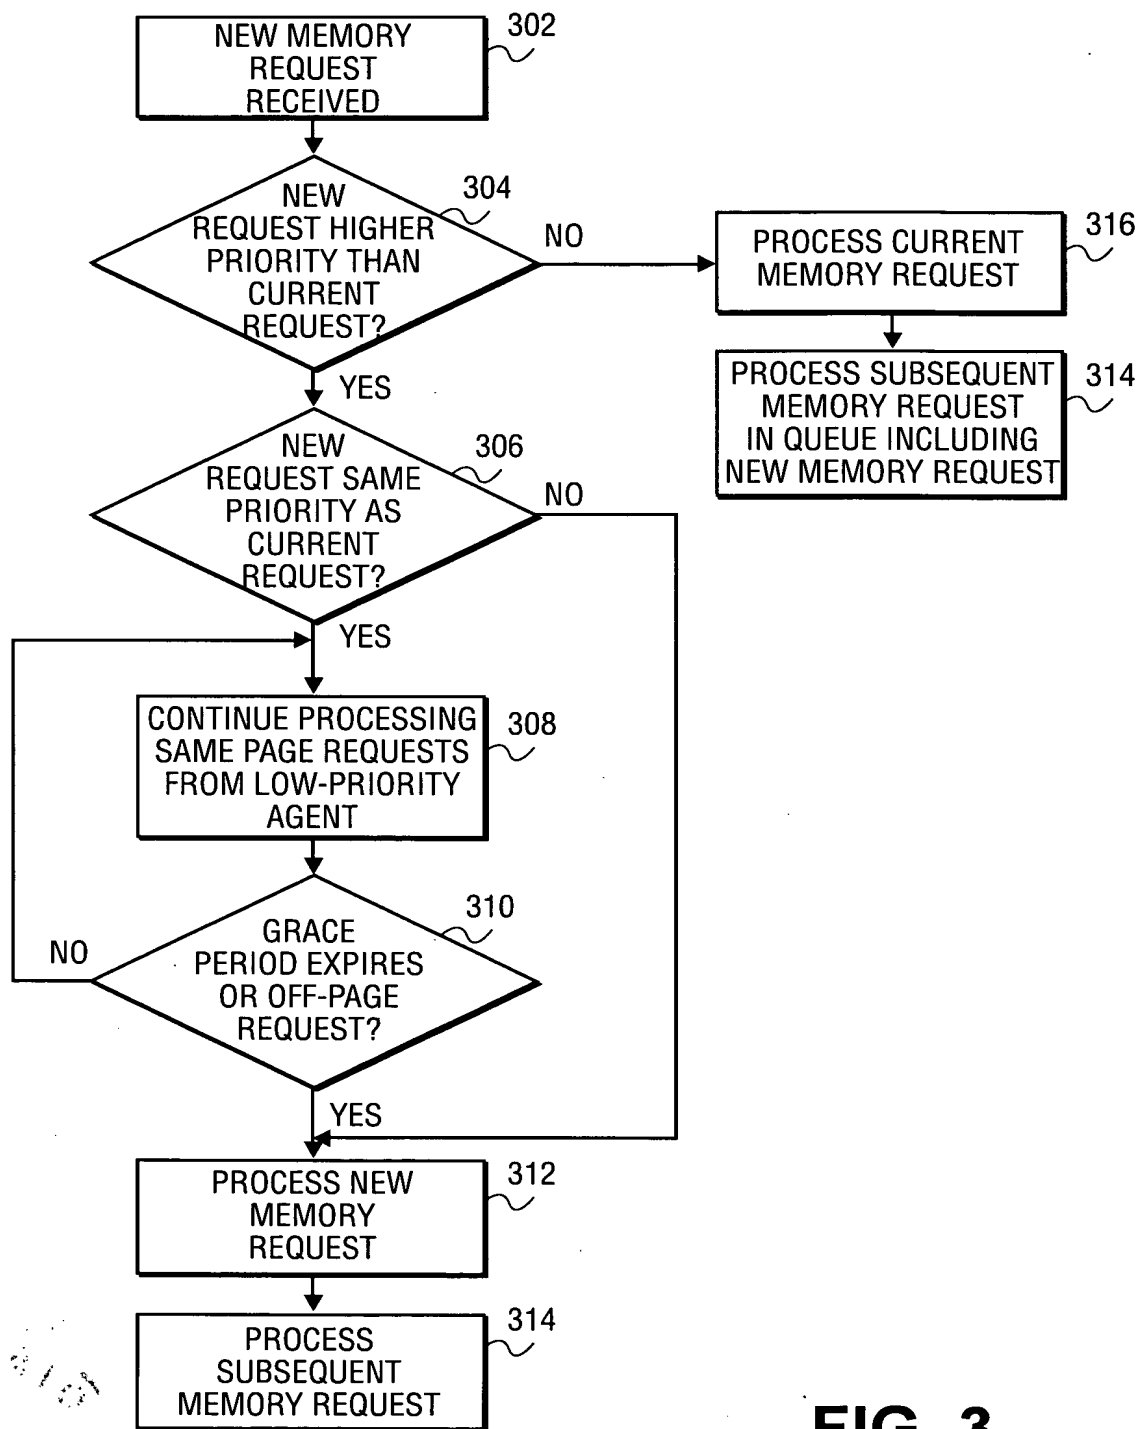 NEW MEMORY
REQUEST
RECEIVED
302
NEW
REQUEST HIGHER
PRIORITY THAN
CURRENT
REQUEST?
304
NO
YES
PROCESS CURRENT
MEMORY REQUEST
316
PROCESS SUBSEQUENT
MEMORY REQUEST
IN QUEUE INCLUDING
NEW MEMORY REQUEST
314
NEW
REQUEST SAME
PRIORITY AS
CURRENT
REQUEST?
306
NO
YES
CONTINUE PROCESSING
SAME PAGE REQUESTS
FROM LOW-PRIORITY
AGENT
308
GRACE
PERIOD EXPIRES
OR OFF-PAGE
REQUEST?
310
NO
YES
PROCESS NEW
MEMORY
REQUEST
312
PROCESS
SUBSEQUENT
MEMORY REQUEST
314
FIG. 3